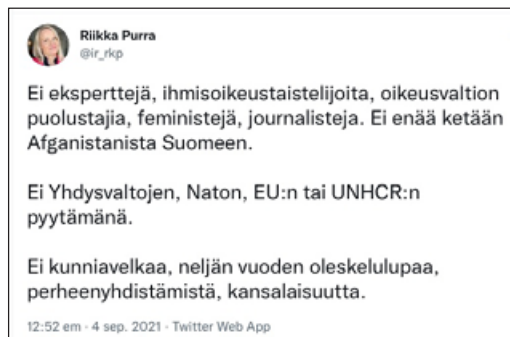 Riikka Purra
@ir_rkp
Ei eksperttejä, ihmisoikeustaistelijoita, oikeusvaltion
puolustajia, feministejä, journalisteja. Ei enää ketään
Afganistanista Suomeen.
Ei Yhdysvaltojen, Naton, EU:n tai UNHCR:n
pyytämänä.
Ei kunniavelkaa, neljän vuoden oleskelulupaa,
perheenyhdistämistä, kansalaisuutta.
12:52 em · 4 sep. 2021 · Twitter Web App